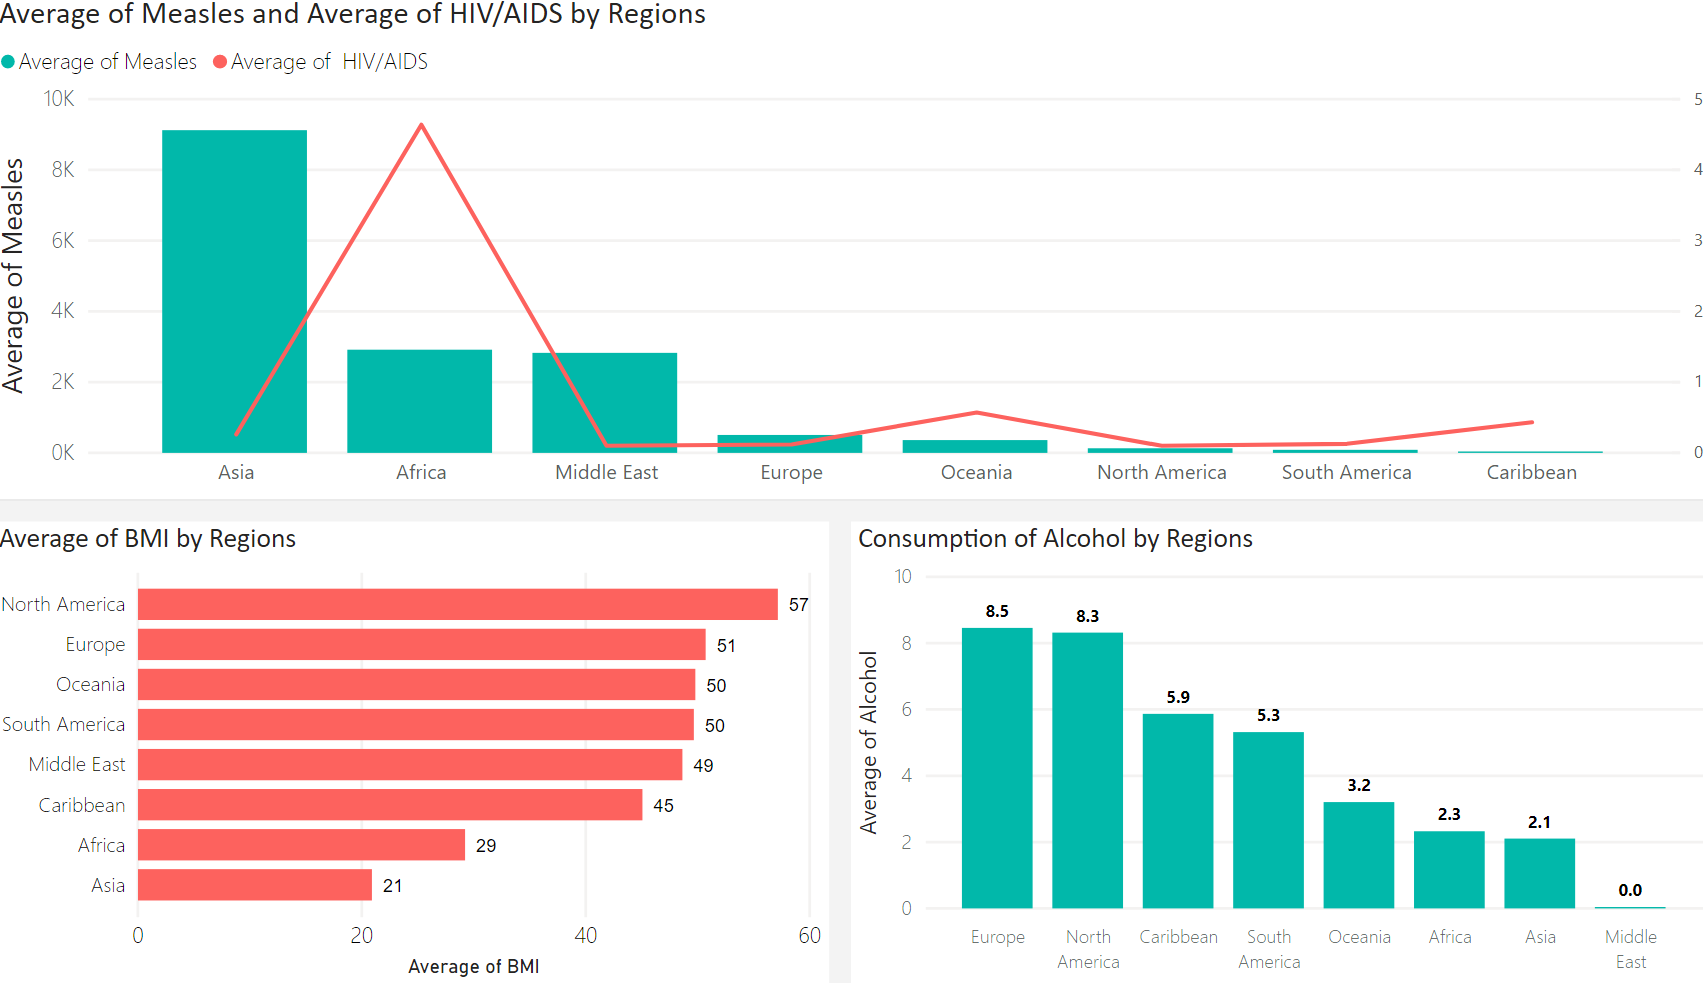 Average of Measles and Average of HIV/AIDS by Regions
Average of Measles Average of HIV/AIDS
10K 5
8K 4
6K 3
4K 2
2K 1
0K 0
Average of Measles
Asia Africa Middle East Europe Oceania North America South America Caribbean
Average of BMI by Regions
North America 57
Europe 51
Oceania 50
South America 50
Middle East 49
Caribbean 45
Africa 29
Asia 21
0 20 40 60
Average of BMI
Consumption of Alcohol by Regions
10
8
6
4
2
0
Average of Alcohol
8.5 8.3 5.9 5.3 3.2 2.3 2.1 0.0
Europe North America Caribbean South America Oceania Africa Asia Middle East